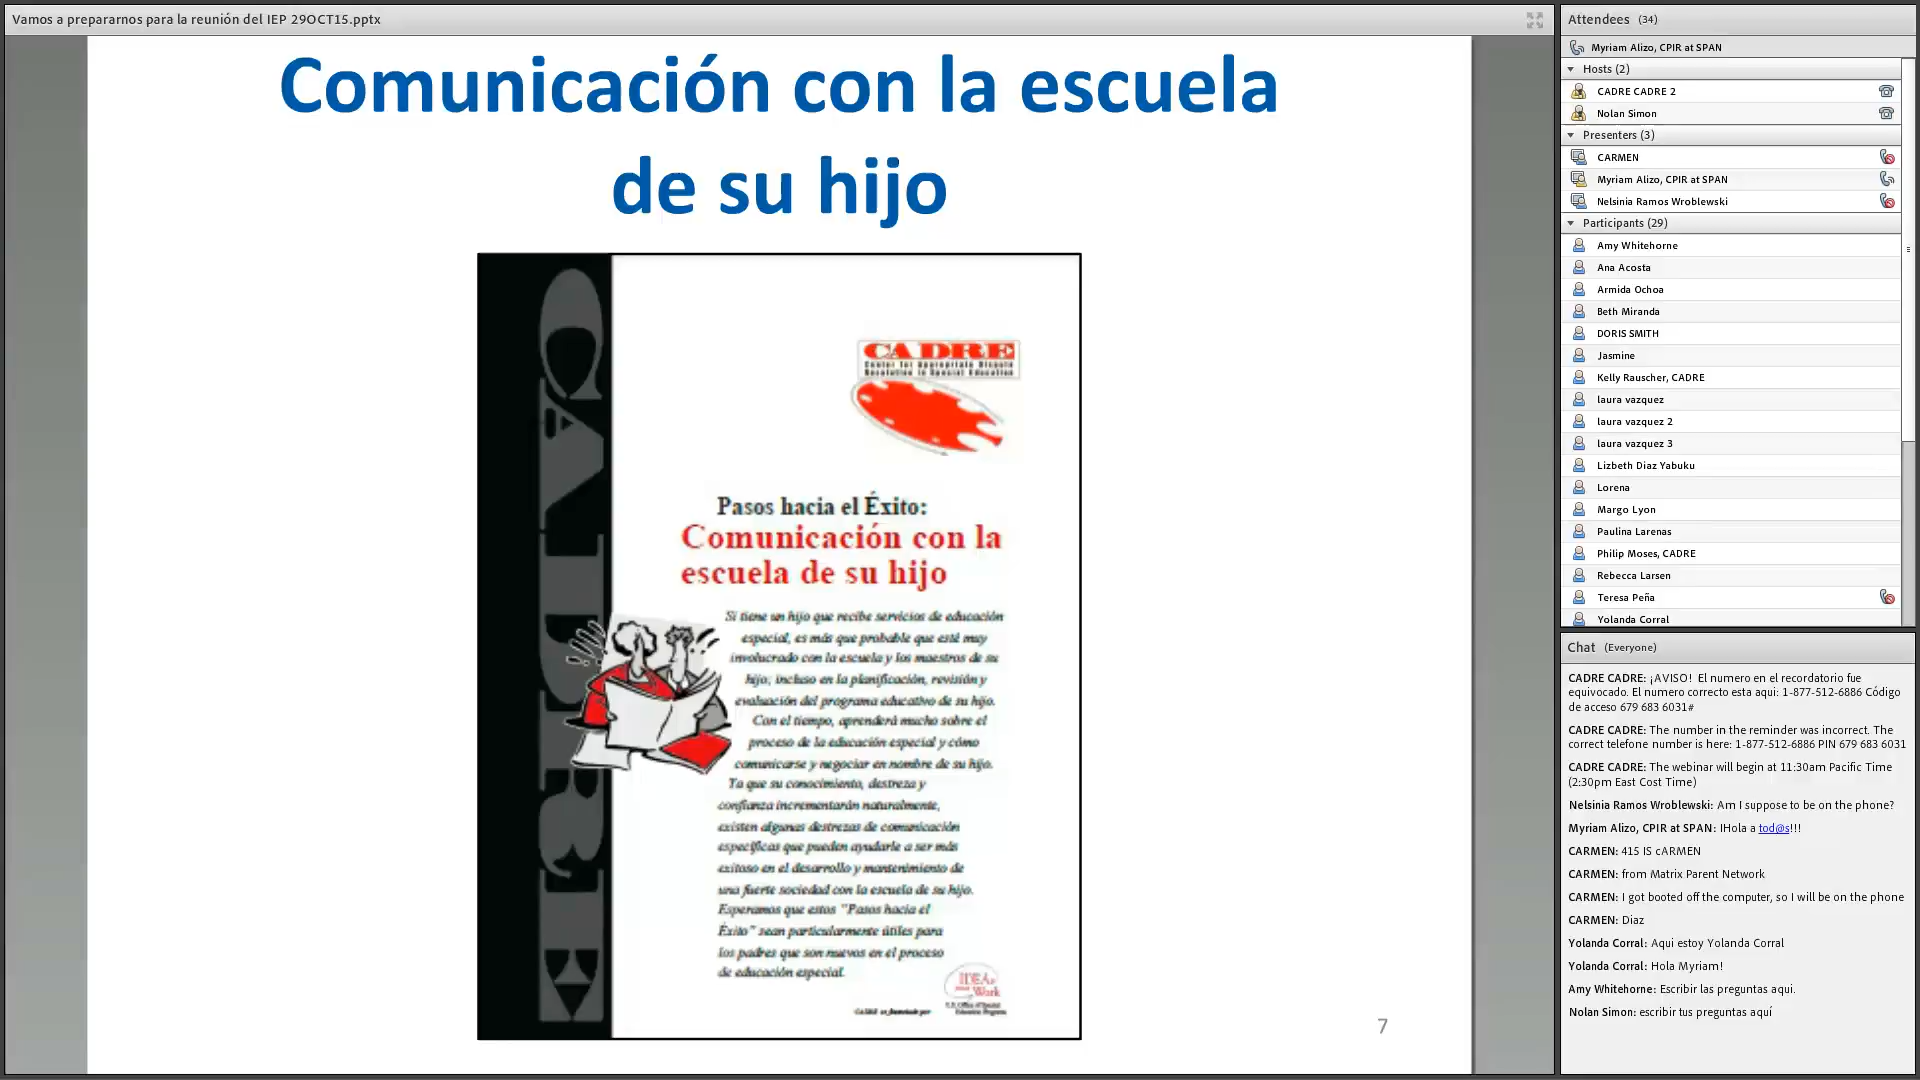 Vamos a prepararnos para la reunión del IEP 29OCT15.pptx
Comunicación con la escuela
de su hijo
CADRE
CADRE
Center for Appropriate Dispute
Resolution in Special Education
Pasos hacia el Éxito:
Comunicación con la
escuela de su hijo
Si tiene un hijo que recibe servicios de educación
especial, es más que probable que esté muy
involucrado con la escuela y los maestros de su
hijo; incluso en la planificación, revisión y
evaluación del programa educativo de su hijo.
Con el tiempo, aprenderá mucho sobre el
proceso de la educación especial y cómo
comunicarse y negociar en nombre de su hijo.
Ya que su conocimiento, destreza y
confianza incrementarán naturalmente,
existen algunas destrezas de comunicación
específicas que pueden ayudarle a ser más
exitoso en el desarrollo y mantenimiento de
una fuerte sociedad con la escuela de su hijo.
Esperamos que estos "Pasos hacia el
Éxito" sean particularmente útiles para
los padres que son nuevos en el proceso
de educación especial.
IDEAs
that Work
U.S. Office of Special
Education Programs
CADRE es financiado por
7
Attendees (34)
Myriam Alizo, CPIR at SPAN
Hosts (2)
CADRE CADRE 2
Nolan Simon
Presenters (3)
CARMEN
Myriam Alizo, CPIR at SPAN
Nelsinia Ramos Wroblewski
Participants (29)
Amy Whitehorne
Ana Acosta
Armida Ochoa
Beth Miranda
DORIS SMITH
Jasmine
Kelly Rauscher, CADRE
laura vazquez
laura vazquez 2
laura vazquez 3
Lizbeth Diaz Yabuku
Lorena
Margo Lyon
Paulina Larenas
Philip Moses, CADRE
Rebecca Larsen
Teresa Peña
Yolanda Corral
Chat (Everyone)
CADRE CADRE: ¡AVISO! El numero en el recordatorio fue
equivocado. El numero correcto esta aqui: 1-877-512-6886 Código
de acceso 679 683 6031#
CADRE CADRE: The number in the reminder was incorrect. The
correct telefone number is here: 1-877-512-6886 PIN 679 683 6031
CADRE CADRE: The webinar will begin at 11:30am Pacific Time
(2:30pm East Cost Time)
Nelsinia Ramos Wroblewski: Am I suppose to be on the phone?
Myriam Alizo, CPIR at SPAN: IHola a tod@s!!!
CARMEN: 415 IS cARMEN
CARMEN: from Matrix Parent Network
CARMEN: I got booted off the computer, so I will be on the phone
CARMEN: Diaz
Yolanda Corral: Aqui estoy Yolanda Corral
Yolanda Corral: Hola Myriam!
Amy Whitehorne: Escribir las preguntas aqui.
Nolan Simon: escribir tus preguntas aquí